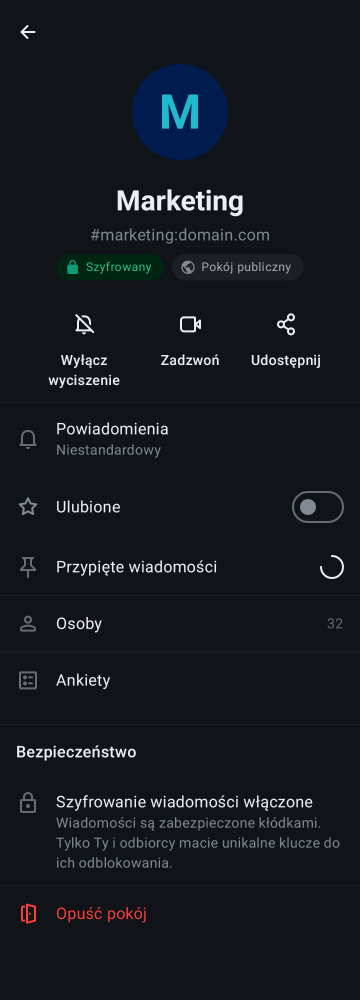 M
Marketing
#marketing:domain.com
Szyfrowany
Pokój publiczny
Wyłącz
wyciszenie
Zadzwoń
Udostępnij
Powiadomienia
Niestandardowy
Ulubione
Przypięte wiadomości
Osoby
32
Ankiety
Bezpieczeństwo
Szyfrowanie wiadomości włączone
Wiadomości są zabezpieczone kłódkami.
Tylko Ty i odbiorcy macie unikalne klucze do
ich odblokowania.
Opuść pokój